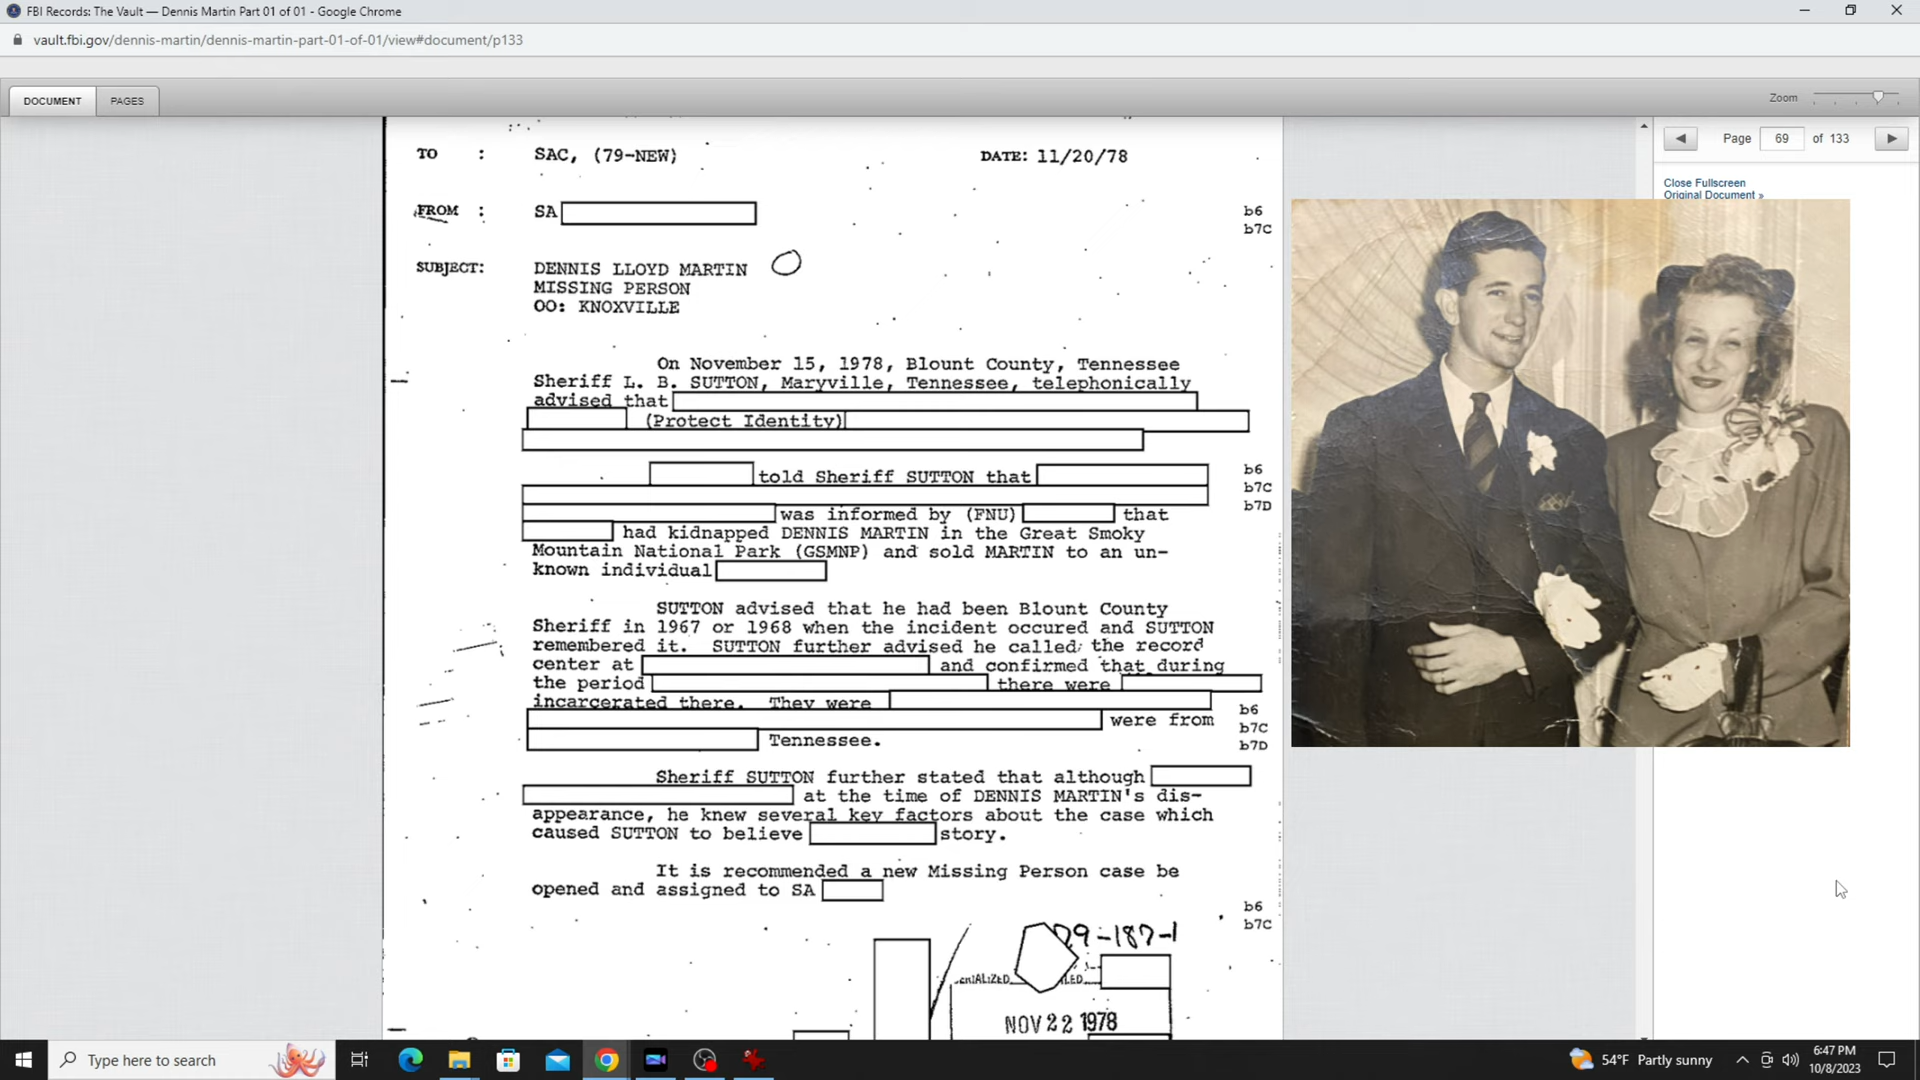 FBI Records: The Vault — Dennis Martin Part 01 of 01 - Google Chrome
vault.fbi.gov/dennis-martin/dennis-martin-part-01-of-01/view#document/p133
DOCUMENT PAGES
Zoom
Page 69 of 133
Close Fullscreen
Original Document »
TO : SAC, (79-NEW) DATE: 11/20/78
FROM : SA b6
b7C
SUBJECT: DENNIS LLOYD MARTIN
MISSING PERSON
OO: KNOXVILLE
On November 15, 1978, Blount County, Tennessee
Sheriff L. B. SUTTON, Maryville, Tennessee, telephonically
advised that
(Protect Identity)
told Sheriff SUTTON that b6
b7C
b7D
was informed by (FNU) that
had kidnapped DENNIS MARTIN in the Great Smoky
Mountain National Park (GSMNP) and sold MARTIN to an un-
known individual
SUTTON advised that he had been Blount County
Sheriff in 1967 or 1968 when the incident occured and SUTTON
remembered it. SUTTON further advised he called the record
center at and confirmed that during
the period there were
incarcerated there. They were b6
were from b7C
Tennessee. b7D
Sheriff SUTTON further stated that although
at the time of DENNIS MARTIN's dis-
appearance, he knew several key factors about the case which
caused SUTTON to believe story.
It is recommended a new Missing Person case be
opened and assigned to SA
b6
b7C
79-187-1
NOV 22 1978
Type here to search
54°F Partly sunny
6:47 PM
10/8/2023